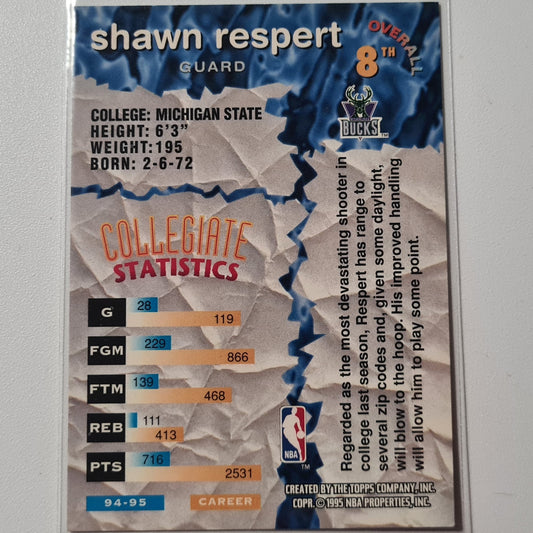 shawn respert
GUARD
OVERALL
8TH
BUCKS TM
COLLEGE: MICHIGAN STATE
HEIGHT: 6'3"
WEIGHT: 195
BORN: 2-6-72
COLLEGIATE
STATISTICS
G 28 119
FGM 229 866
FTM 139 468
REB 111 413
PTS 716 2531
94-95 CAREER
Regarded as the most devastating shooter in
college last season, Respert has range to
several zip codes and, given some daylight,
will blow to the hoop. His improved handling
will allow him to play some point.
NBA
TM
CREATED BY THE TOPPS COMPANY, INC.
COPR. © 1995 NBA PROPERTIES, INC.